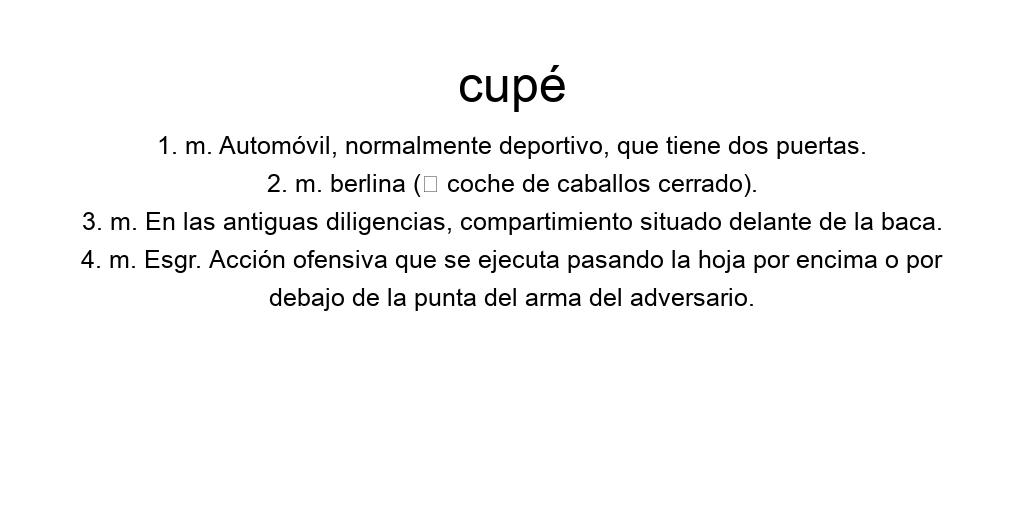 cupé
1. m. Automóvil, normalmente deportivo, que tiene dos puertas.
2. m. berlina (□ coche de caballos cerrado).
3. m. En las antiguas diligencias, compartimiento situado delante de la baca.
4. m. Esgr. Acción ofensiva que se ejecuta pasando la hoja por encima o por
debajo de la punta del arma del adversario.